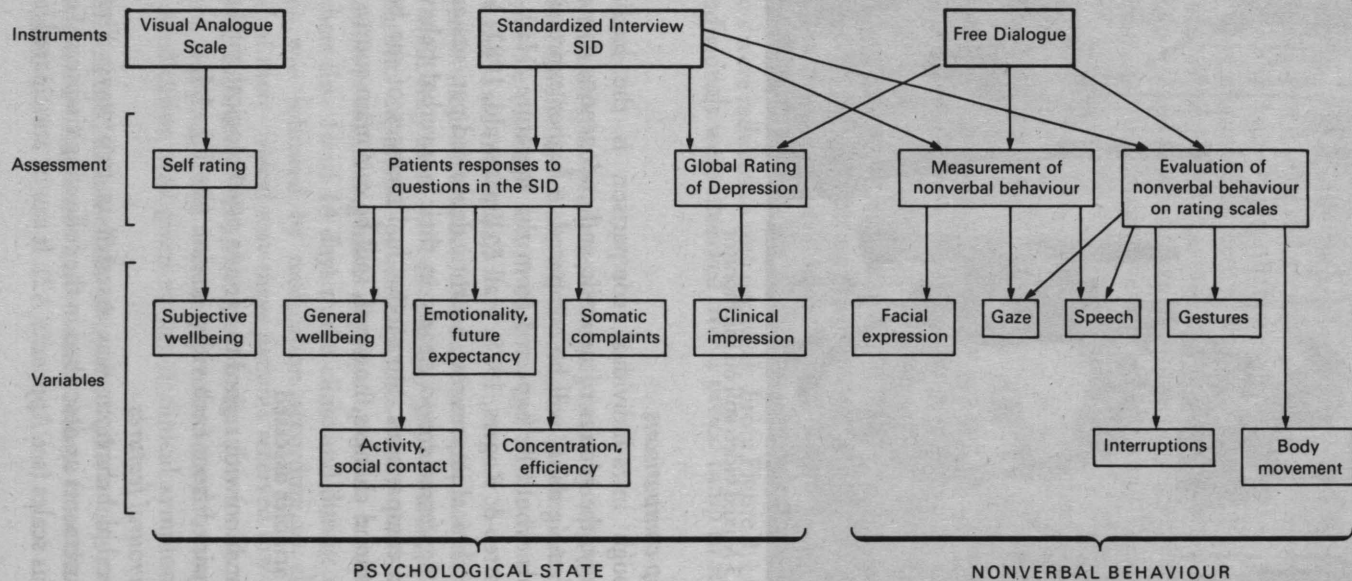 Instruments
Visual Analogue
Scale
Standardized Interview
SID
Free Dialogue
Assessment
Self rating
Patients responses to
questions in the SID
Global Rating
of Depression
Measurement of
nonverbal behaviour
Evaluation of
nonverbal behaviour
on rating scales
Variables
Subjective
wellbeing
General
wellbeing
Emotionality,
future
expectancy
Somatic
complaints
Clinical
impression
Facial
expression
Gaze
Speech
Gestures
Activity,
social contact
Concentration,
efficiency
Interruptions
Body
movement
PSYCHOLOGICAL STATE
NONVERBAL BEHAVIOUR